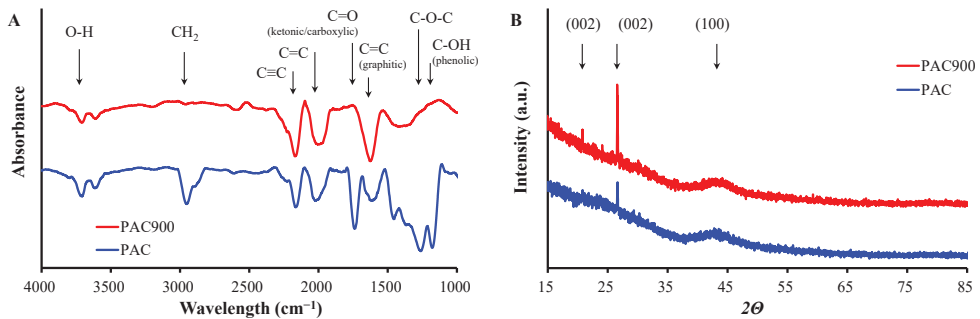 A
O-H
CH2
C≡C
C=C
C=O
(ketonic/carboxylic)
C=C
(graphitic)
C-O-C
C-OH
(phenolic)
Absorbance
PAC900
PAC
4000 3500 3000 2500 2000 1500 1000
Wavelength (cm⁻¹)
B
(002) (002) (100)
PAC900
PAC
Intensity (a.u.)
15 25 35 45 55 65 75 85
2Θ